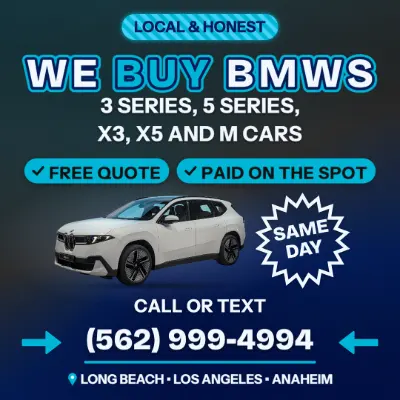 LOCAL & HONEST
WE BUY BMWS
3 SERIES, 5 SERIES,
X3, X5 AND M CARS
✓ FREE QUOTE ✓ PAID ON THE SPOT
SAME
DAY
CALL OR TEXT
(562) 999-4994
LONG BEACH • LOS ANGELES • ANAHEIM